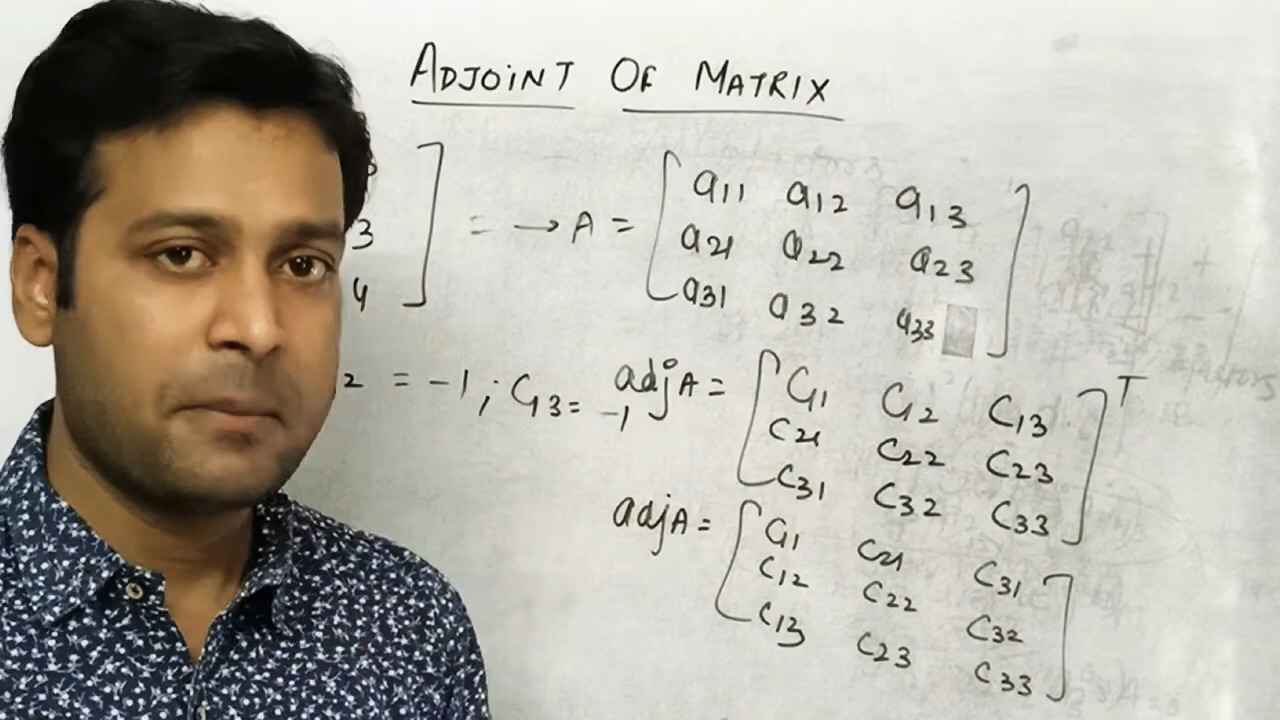 ADJOINT OF MATRIX
] = → A = [ a11 a12 a13
3 a21 a22 a23
4 a31 a32 a33 ]
2 = -1 ; C13 = -1
adjA = [ C11 C12 C13 ]T
C21 C22 C23
C31 C32 C33
adjA = [ C11 C21 C31 ]
C12 C22 C32
C13 C23 C33